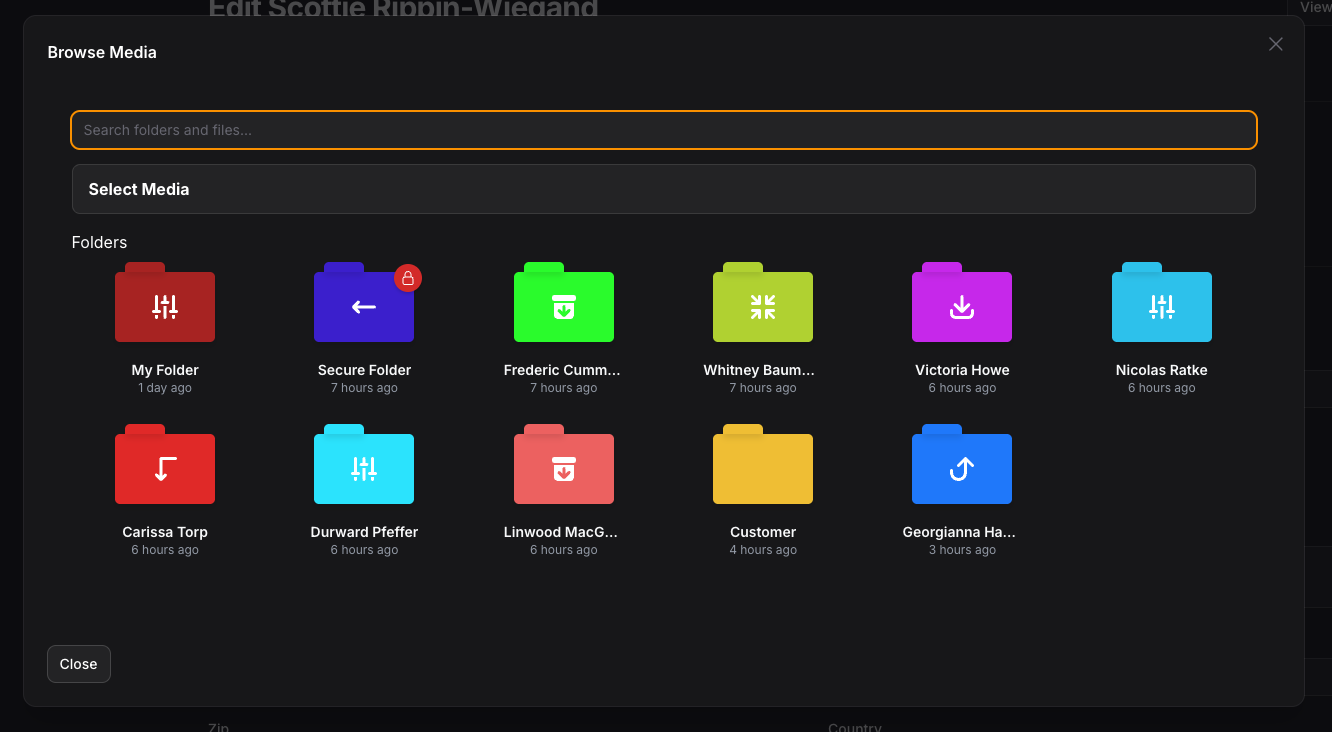 Edit Scottie Rippin-Wiegand
View
Browse Media
Search folders and files...
Select Media
Folders
My Folder
1 day ago
Secure Folder
7 hours ago
Frederic Cumm...
7 hours ago
Whitney Baum...
7 hours ago
Victoria Howe
6 hours ago
Nicolas Ratke
6 hours ago
Carissa Torp
6 hours ago
Durward Pfeffer
6 hours ago
Linwood MacG...
6 hours ago
Customer
4 hours ago
Georgianna Ha...
3 hours ago
Close
Zip
Country